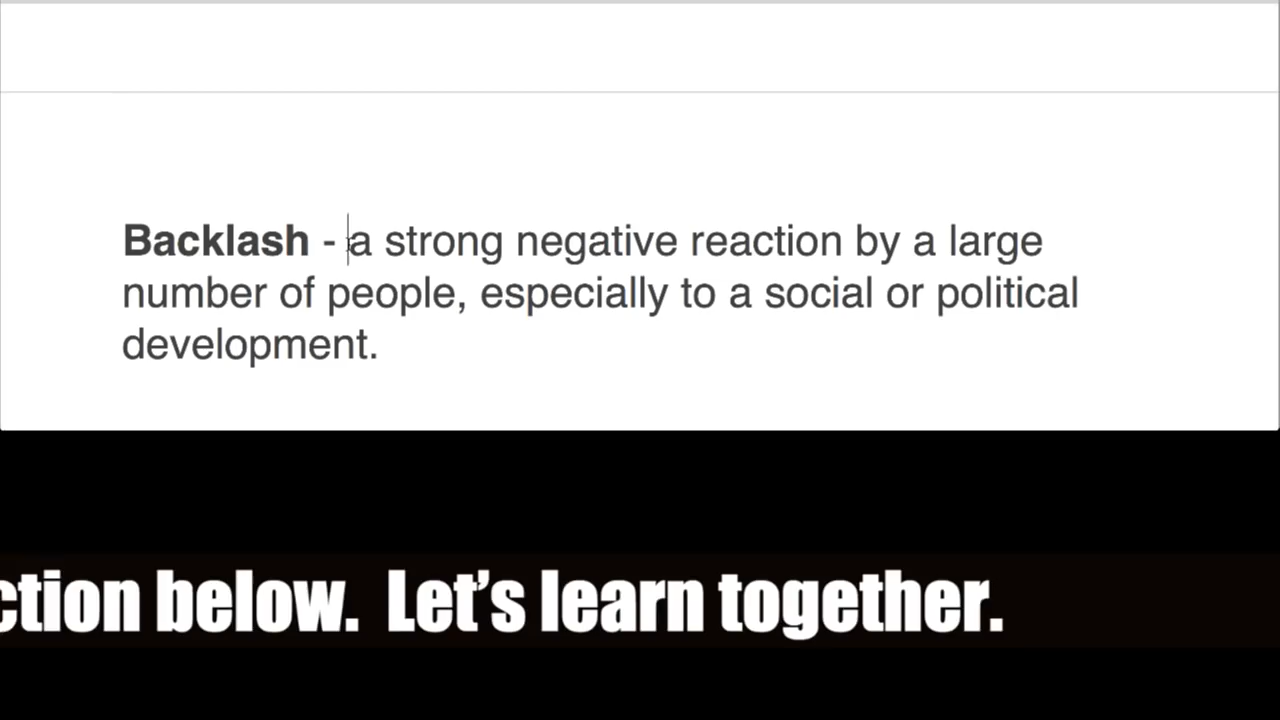 Backlash - a strong negative reaction by a large
number of people, especially to a social or political
development.
below. Let’s learn together.